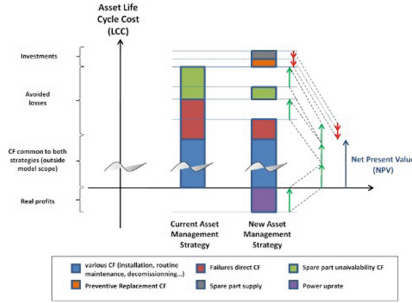 Asset Life
Cycle Cost
(LCC)
Investments
Avoided
losses
CF common to both
strategies (outside
model scope)
Real profits
Net Present Value
(NPV)
Current Asset
Management
Strategy
New Asset
Management
Strategy
various CF (installation, routine
maintenance, decomissionning...)
Failures direct CF
Spare part unaivalability CF
Preventive Replacement CF
Spare part supply
Power uprate